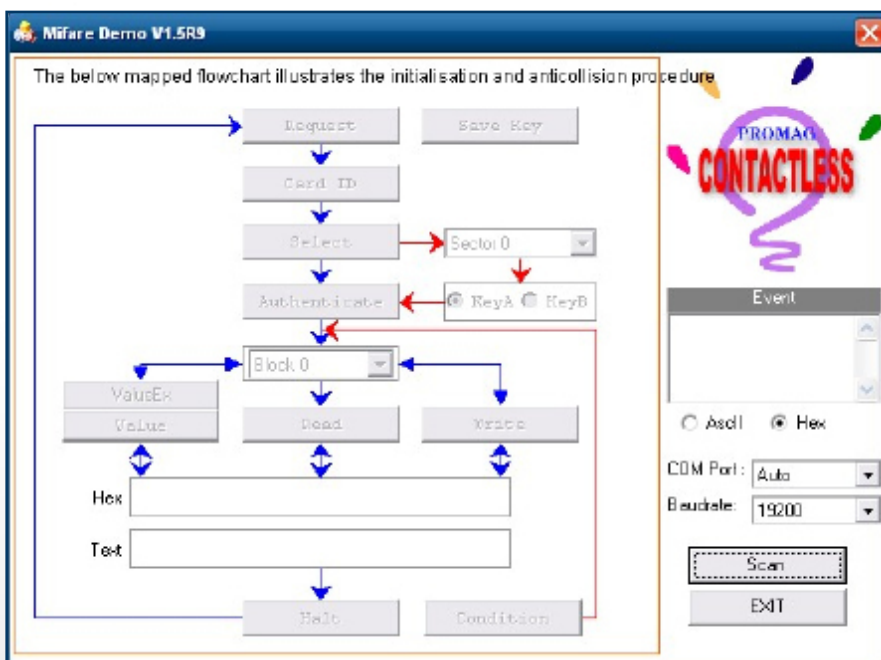 Mifare Demo V1.5R9
The below mapped flowchart illustrates the initialisation and anticollision procedure
Request
Save Key
Card ID
Select
Sector 0
Authenticate
KeyA KeyB
Block 0
ValueEx
Value
Read
Write
Hex
Text
Halt
Condition
PROMAG
CONTACTLESS
Event
AscII Hex
COM Port: Auto
Baudrate: 19200
Scan
EXIT